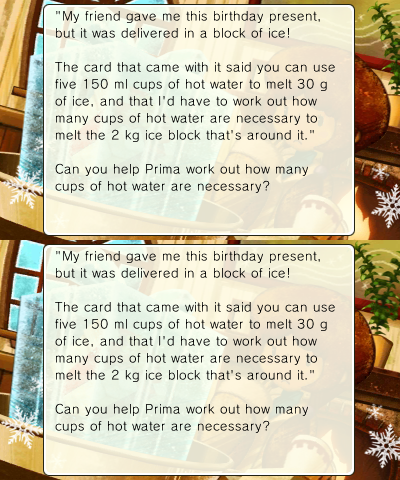 "My friend gave me this birthday present,
but it was delivered in a block of ice!
The card that came with it said you can use
five 150 ml cups of hot water to melt 30 g
of ice, and that I'd have to work out how
many cups of hot water are necessary to
melt the 2 kg ice block that's around it."
Can you help Prima work out how many
cups of hot water are necessary?
"My friend gave me this birthday present,
but it was delivered in a block of ice!
The card that came with it said you can use
five 150 ml cups of hot water to melt 30 g
of ice, and that I'd have to work out how
many cups of hot water are necessary to
melt the 2 kg ice block that's around it."
Can you help Prima work out how many
cups of hot water are necessary?